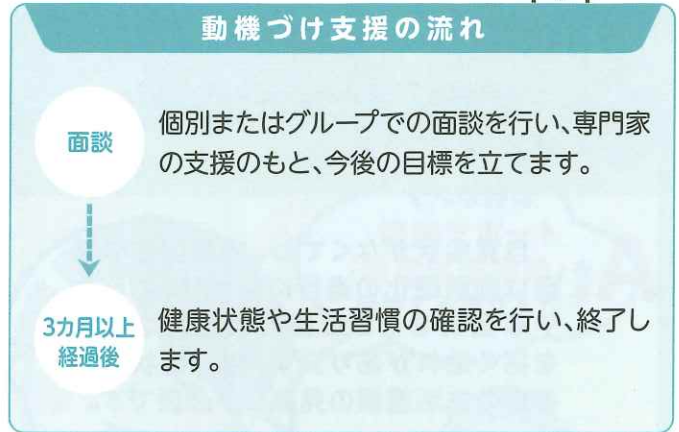 動機づけ支援の流れ
面談
個別またはグループでの面談を行い、専門家
の支援のもと、今後の目標を立てます。
3カ月以上
経過後
健康状態や生活習慣の確認を行い、終了し
ます。